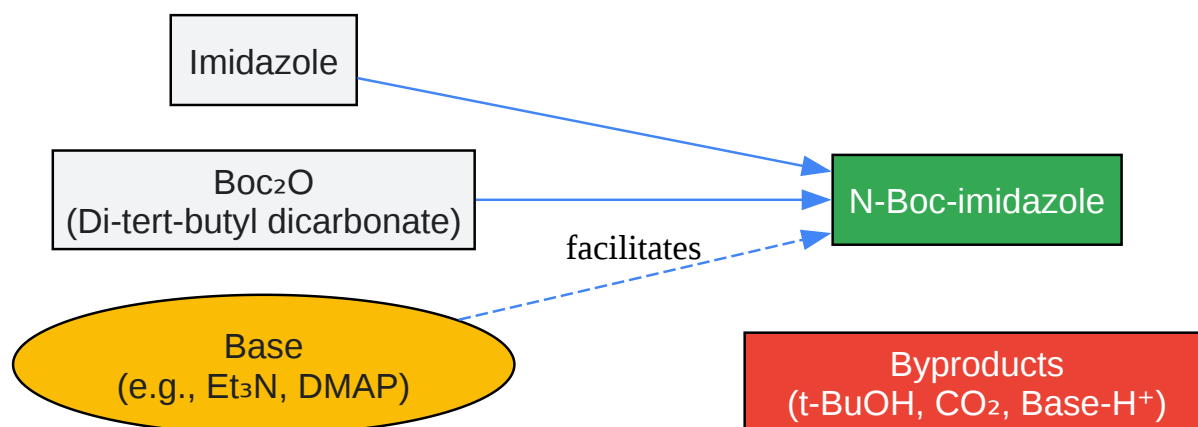 Imidazole
Boc₂O
(Di-tert-butyl dicarbonate)
N-Boc-imidazole
facilitates
Base
(e.g., Et₃N, DMAP)
Byproducts
(t-BuOH, CO₂, Base-H⁺)